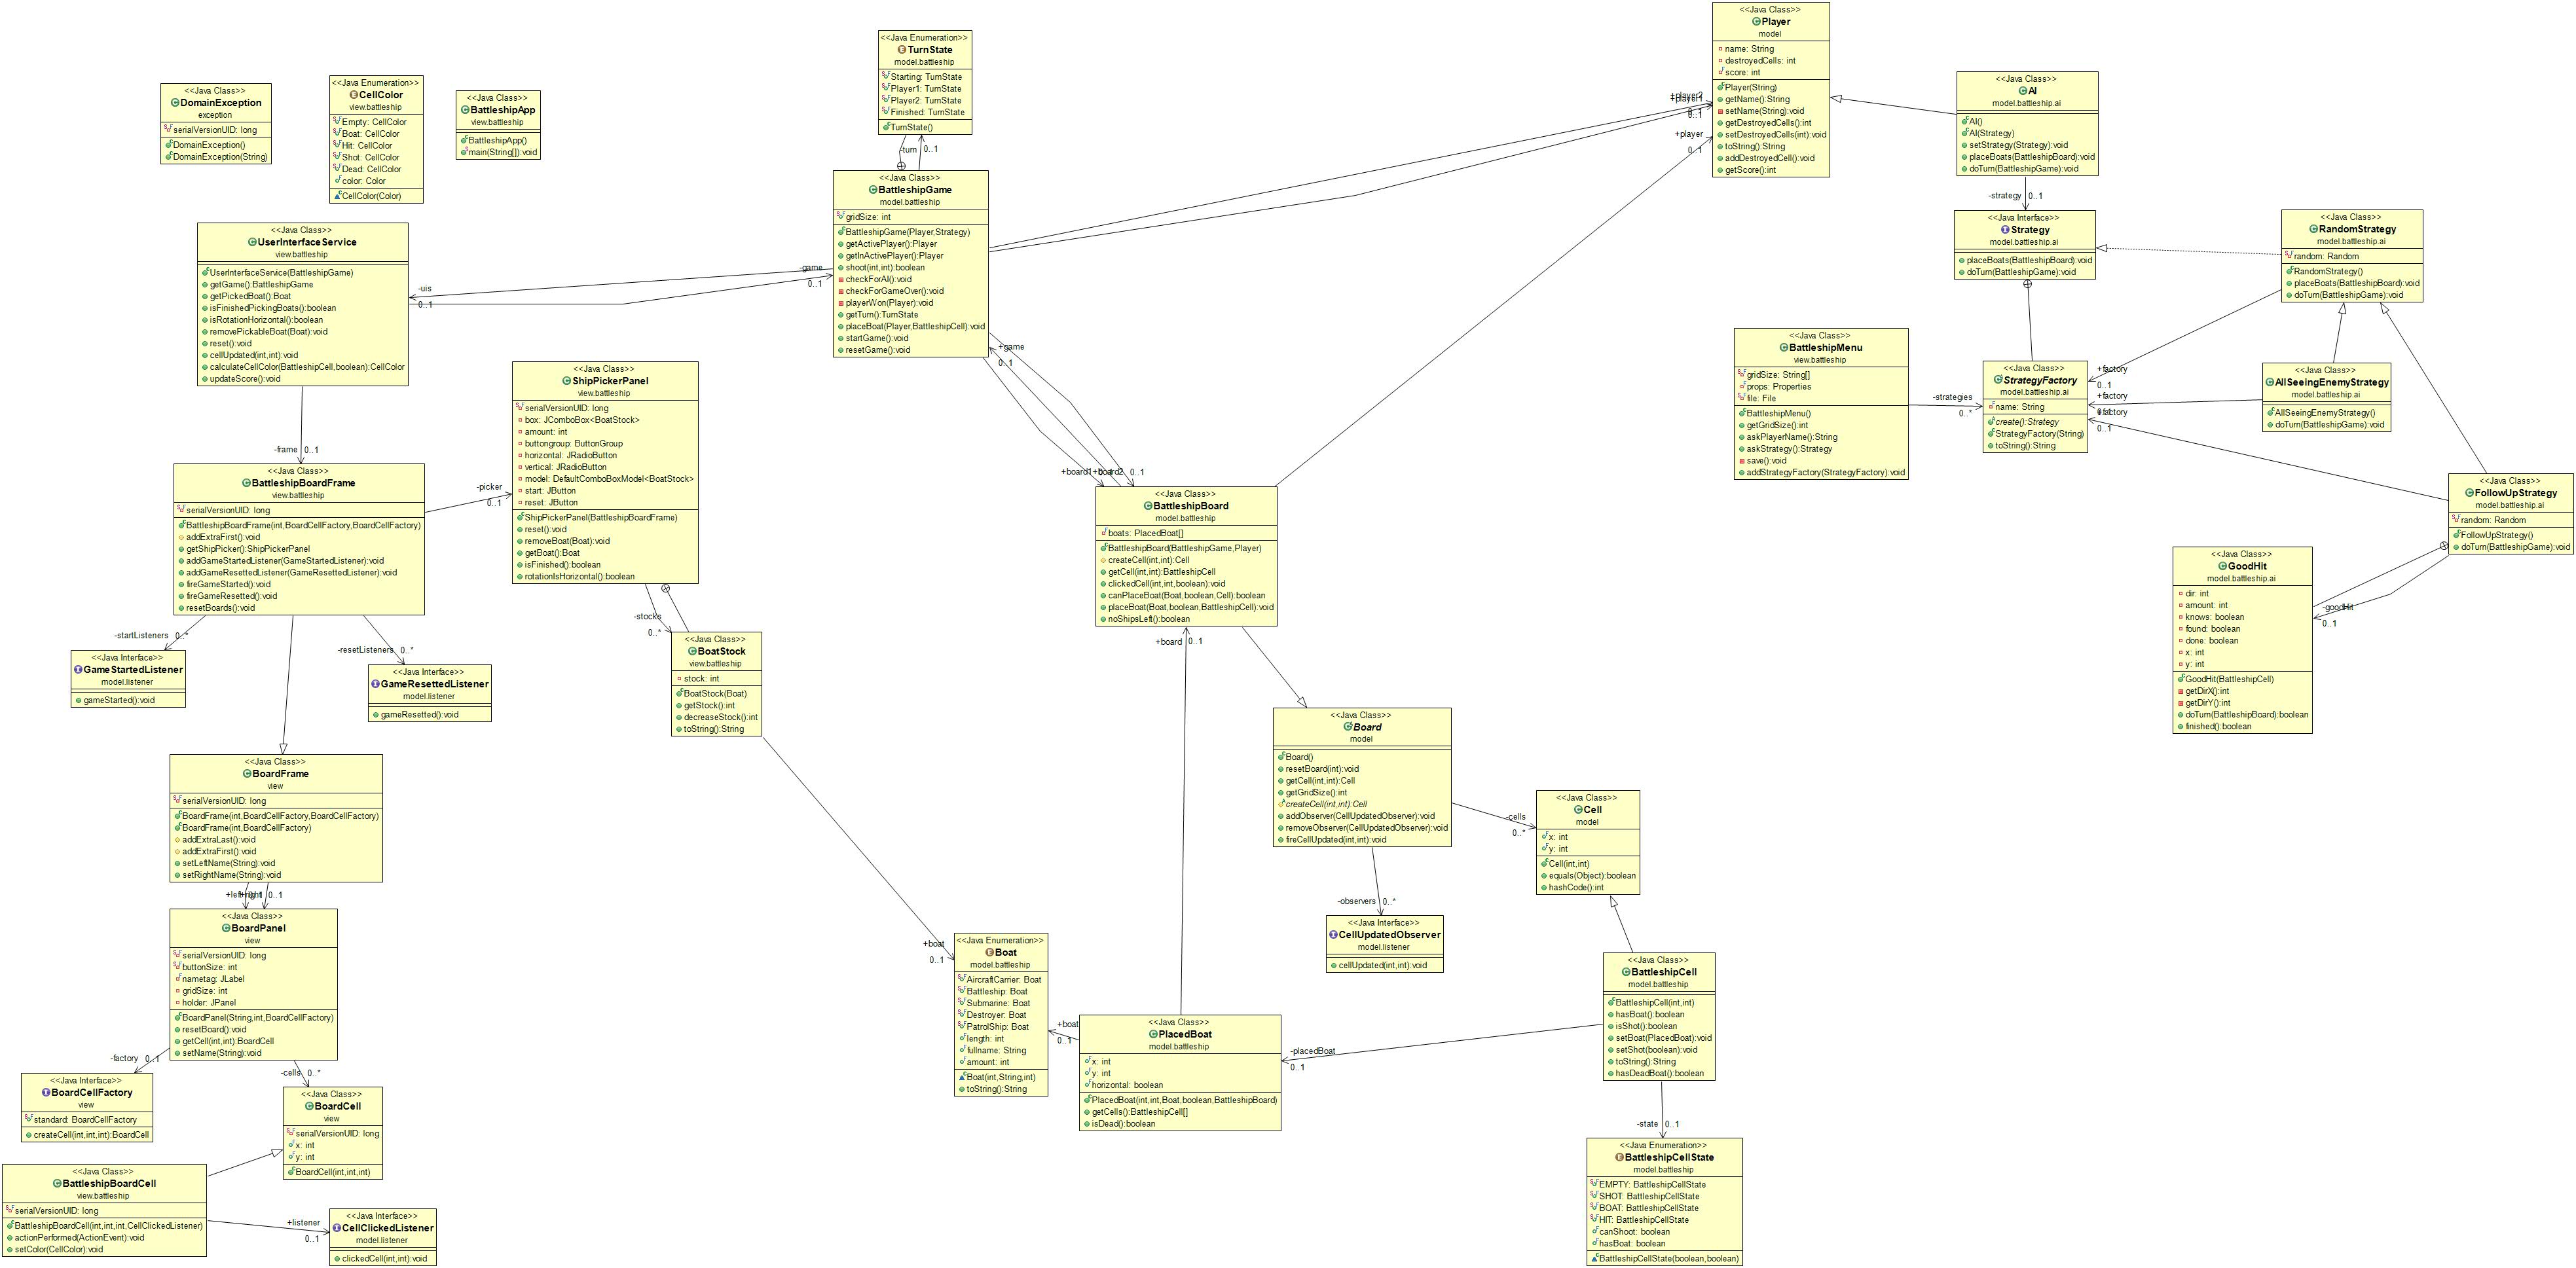 <<Java Class>>
DomainException
exception
serialVersionUID: long
DomainException()
DomainException(String)
<<Java Enumeration>>
CellColor
view.battleship
Empty: CellColor
Boat: CellColor
Hit: CellColor
Shot: CellColor
Dead: CellColor
color: Color
CellColor(Color)
<<Java Class>>
BattleshipApp
view.battleship
BattleshipApp()
main(String[]):void
<<Java Enumeration>>
TurnState
model.battleship
Starting: TurnState
Player1: TurnState
Player2: TurnState
Finished: TurnState
TurnState()
-turn
0..1
<<Java Class>>
BattleshipGame
model.battleship
gridSize: int
BattleshipGame(Player,Strategy)
getActivePlayer():Player
getInActivePlayer():Player
shoot(int,int):boolean
checkForAI():void
checkForGameOver():void
playerWon(Player):void
getTurn():TurnState
placeBoat(Player,BattleshipCell):void
startGame():void
resetGame():void
<<Java Class>>
Player
model
name: String
destroyedCells: int
score: int
Player(String)
getName():String
setName(String):void
getDestroyedCells():int
setDestroyedCells(int):void
toString():String
addDestroyedCell():void
getScore():int
+player2
+player1
0..1
+player
0..1
<<Java Class>>
AI
model.battleship.ai
AI()
AI(Strategy)
setStrategy(Strategy):void
placeBoats(BattleshipBoard):void
doTurn(BattleshipGame):void
-strategy
0..1
<<Java Interface>>
Strategy
model.battleship.ai
placeBoats(BattleshipBoard):void
doTurn(BattleshipGame):void
<<Java Class>>
RandomStrategy
model.battleship.ai
random: Random
RandomStrategy()
placeBoats(BattleshipBoard):void
doTurn(BattleshipGame):void
<<Java Class>>
UserInterfaceService
view.battleship
UserInterfaceService(BattleshipGame)
getGame():BattleshipGame
getPickedBoat():Boat
isFinishedPickingBoats():boolean
isRotationHorizontal():boolean
removePickableBoat(Boat):void
reset():void
cellUpdated(int,int):void
calculateCellColor(BattleshipCell,boolean):CellColor
updateScore():void
-game
0..1
-uis
0..1
-frame
0..1
<<Java Class>>
ShipPickerPanel
view.battleship
serialVersionUID: long
box: JComboBox<BoatStock>
amount: int
buttongroup: ButtonGroup
horizontal: JRadioButton
vertical: JRadioButton
model: DefaultComboBoxModel<BoatStock>
start: JButton
reset: JButton
ShipPickerPanel(BattleshipBoardFrame)
reset():void
removeBoat(Boat):void
getBoat():Boat
isFinished():boolean
rotationIsHorizontal():boolean
+game
0..1
<<Java Class>>
BattleshipMenu
view.battleship
gridSize: String[]
props: Properties
file: File
BattleshipMenu()
getGridSize():int
askPlayerName():String
askStrategy():Strategy
save():void
addStrategyFactory(StrategyFactory):void
-strategies
0..*
<<Java Class>>
StrategyFactory
model.battleship.ai
name: String
create():Strategy
StrategyFactory(String)
toString():String
+factory
0..1
+factory
+factory
0..1
<<Java Class>>
AllSeeingEnemyStrategy
model.battleship.ai
AllSeeingEnemyStrategy()
doTurn(BattleshipGame):void
<<Java Class>>
FollowUpStrategy
model.battleship.ai
random: Random
FollowUpStrategy()
doTurn(BattleshipGame):void
<<Java Class>>
BattleshipBoardFrame
view.battleship
serialVersionUID: long
BattleshipBoardFrame(int,BoardCellFactory,BoardCellFactory)
addExtraFirst():void
getShipPicker():ShipPickerPanel
addGameStartedListener(GameStartedListener):void
addGameResettedListener(GameResettedListener):void
fireGameStarted():void
fireGameResetted():void
resetBoards():void
-picker
0..1
+board1
+board2
0..1
<<Java Class>>
BattleshipBoard
model.battleship
boats: PlacedBoat[]
BattleshipBoard(BattleshipGame,Player)
createCell(int,int):Cell
getCell(int,int):BattleshipCell
clickedCell(int,int,boolean):void
canPlaceBoat(Boat,boolean,Cell):boolean
placeBoat(Boat,boolean,BattleshipCell):void
noShipsLeft():boolean
<<Java Class>>
GoodHit
model.battleship.ai
dir: int
amount: int
knows: boolean
found: boolean
done: boolean
x: int
y: int
GoodHit(BattleshipCell)
getDirX():int
getDirY():int
doTurn(BattleshipBoard):boolean
finished():boolean
-goodHit
0..1
-startListeners
0..*
<<Java Interface>>
GameStartedListener
model.listener
gameStarted():void
-resetListeners
0..*
<<Java Interface>>
GameResettedListener
model.listener
gameResetted():void
-stocks
0..*
<<Java Class>>
BoatStock
view.battleship
stock: int
BoatStock(Boat)
getStock():int
decreaseStock():int
toString():String
+board
0..1
<<Java Class>>
Board
model
Board()
resetBoard(int):void
getCell(int,int):Cell
getGridSize():int
createCell(int,int):Cell
addObserver(CellUpdatedObserver):void
removeObserver(CellUpdatedObserver):void
fireCellUpdated(int,int):void
-cells
0..*
<<Java Class>>
Cell
model
x: int
y: int
Cell(int,int)
equals(Object):boolean
hashCode():int
<<Java Class>>
BoardFrame
view
serialVersionUID: long
BoardFrame(int,BoardCellFactory,BoardCellFactory)
BoardFrame(int,BoardCellFactory)
addExtraLast():void
addExtraFirst():void
setLeftName(String):void
setRightName(String):void
0..1
<<Java Class>>
BoardPanel
view
serialVersionUID: long
buttonSize: int
nametag: JLabel
gridSize: int
holder: JPanel
BoardPanel(String,int,BoardCellFactory)
resetBoard():void
getCell(int,int):BoardCell
setName(String):void
-observers
0..*
<<Java Interface>>
CellUpdatedObserver
model.listener
cellUpdated(int,int):void
+boat
0..1
<<Java Enumeration>>
Boat
model.battleship
AircraftCarrier: Boat
Battleship: Boat
Submarine: Boat
Destroyer: Boat
PatrolShip: Boat
length: int
fullname: String
amount: int
Boat(int,String,int)
toString():String
+boat
0..1
<<Java Class>>
PlacedBoat
model.battleship
x: int
y: int
horizontal: boolean
PlacedBoat(int,int,Boat,boolean,BattleshipBoard)
getCells():BattleshipCell[]
isDead():boolean
-placedBoat
0..1
<<Java Class>>
BattleshipCell
model.battleship
BattleshipCell(int,int)
hasBoat():boolean
isShot():boolean
setBoat(PlacedBoat):void
setShot(boolean):void
toString():String
hasDeadBoat():boolean
-state
0..1
<<Java Enumeration>>
BattleshipCellState
model.battleship
EMPTY: BattleshipCellState
SHOT: BattleshipCellState
BOAT: BattleshipCellState
HIT: BattleshipCellState
canShoot: boolean
hasBoat: boolean
BattleshipCellState(boolean,boolean)
-factory
0..1
<<Java Interface>>
BoardCellFactory
view
standard: BoardCellFactory
createCell(int,int,int):BoardCell
-cells
0..*
<<Java Class>>
BoardCell
view
serialVersionUID: long
x: int
y: int
BoardCell(int,int,int)
<<Java Class>>
BattleshipBoardCell
view.battleship
serialVersionUID: long
BattleshipBoardCell(int,int,int,CellClickedListener)
actionPerformed(ActionEvent):void
setColor(CellColor):void
+listener
0..1
<<Java Interface>>
CellClickedListener
model.listener
clickedCell(int,int):void